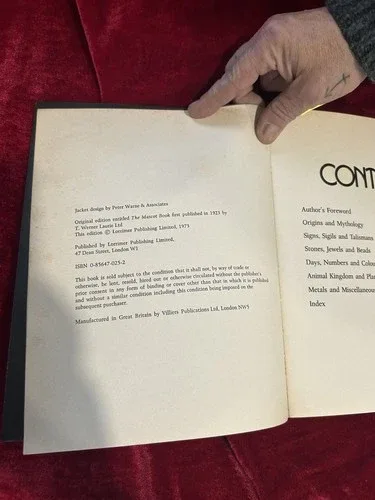 Jacket design by Peter Warne & Associates
Original edition entitled The Mascot Book first published in 1923 by
T. Werner Laurie Ltd
This edition © Lorrimer Publishing Limited, 1975
Published by Lorrimer Publishing Limited,
47 Dean Street, London W1
ISBN 0-85647-025-2.
This book is sold subject to the condition that it shall not, by way of trade or
otherwise, be lent, resold, hired out or otherwise circulated without the publisher's
prior consent in any form of binding or cover other than that in which it is published
and without a similar condition including this condition being imposed on the
subsequent purchaser.
Manufactured in Great Britain by Villiers Publications Ltd, London NW5
CONT
Author's Foreword
Origins and Mythology
Signs, Sigils and Talismans
Stones, Jewels and Beads
Days, Numbers and Colou
Animal Kingdom and Plan
Metals and Miscellaneous
Index